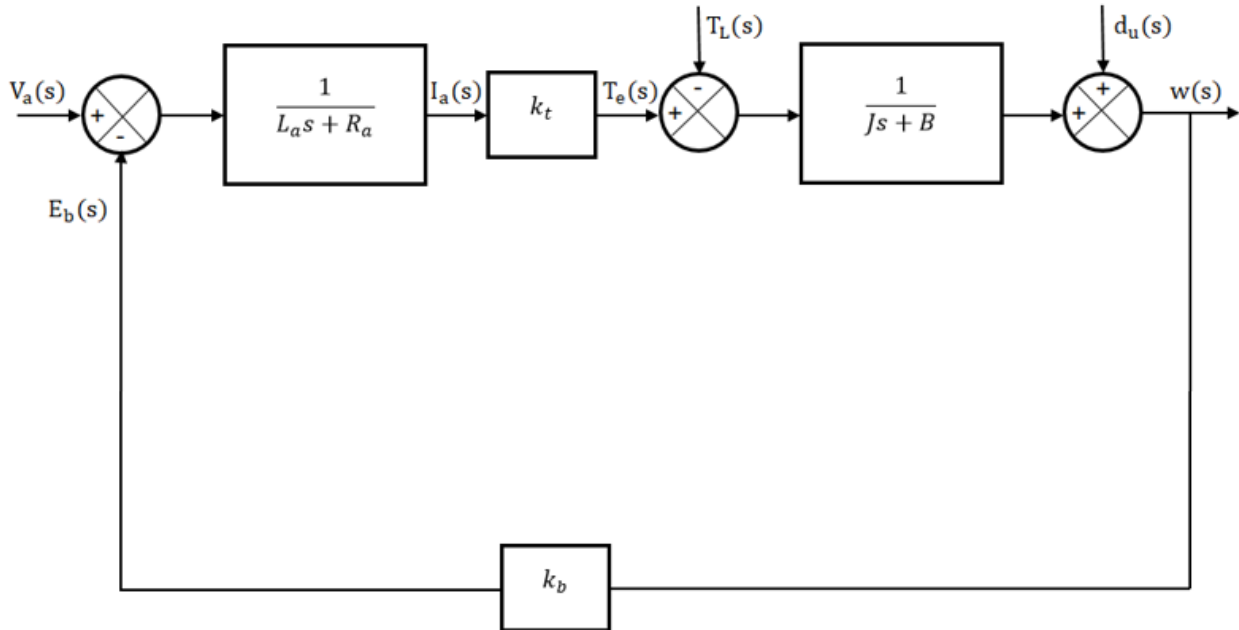 T_L(s)
d_u(s)
V_a(s)
+
-
1
L_a s + R_a
I_a(s)
k_t
T_e(s)
-
+
1
Js + B
+
+
w(s)
E_b(s)
k_b